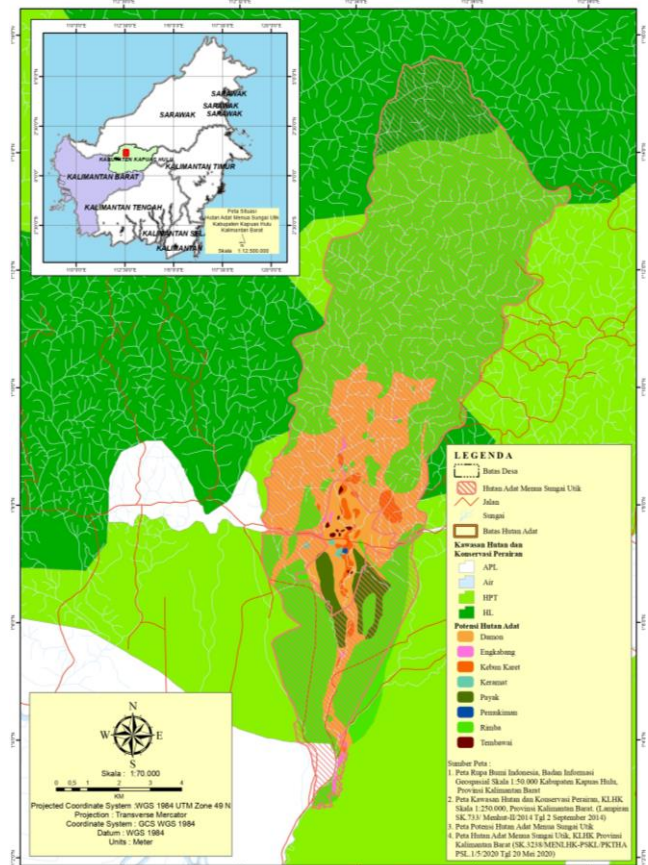 SARAWAK
SARAWAK
SARAWAK
SARAWAK
KABUPATEN KAPUAS HULU
KALIMANTAN TIMUR
KALIMANTAN BARAT
KALIMANTAN TENGAH
KALIMANTAN SEL
KALIMANTAN
Peta Situasi
Hutan Adat Menua Sungai Utik
Kabupaten Kapuas Hulu
Kalimantan Barat
N
Skala 1:12.500.000
LEGENDA
Batas Desa
Hutan Adat Menua Sungai Utik
Jalan
Sungai
Batas Hutan Adat
Kawasan Hutan dan
Konservasi Perairan
APL
Air
HPT
HL
Potensi Hutan Adat
Damon
Engkabang
Kebun Karet
Keramat
Payak
Pemukiman
Rimba
Tembawai
Sumber Peta :
1. Peta Rupa Bumi Indonesia, Badan Informasi
Geospasial Skala 1:50.000 Kabupaten Kapuas Hulu,
Provinsi Kalimantan Barat
2. Peta Kawasan Hutan dan Konservasi Perairan, KLHK
Skala 1:250.000, Provinsi Kalimantan Barat. (Lampiran
SK.733/ Menhut-II/2014 Tgl 2 September 2014)
3. Peta Potensi Hutan Adat Menua Sungai Utik
4. Peta Hutan Adat Menua Sungai Utik, KLHK Provinsi
Kalimantan Barat (SK.3238/MENLHK-PSKL/PKTHA
PSL.1/5/2020 Tgl 20 Mei 2020)
N
W E
S
Skala : 1:70.000
0 0.5 1 2 3 4
KM
Projected Coordinate System :WGS 1984 UTM Zone 49 N
Projection : Transverse Mercator
Coordinate System : GCS WGS 1984
Datum : WGS 1984
Units : Meter